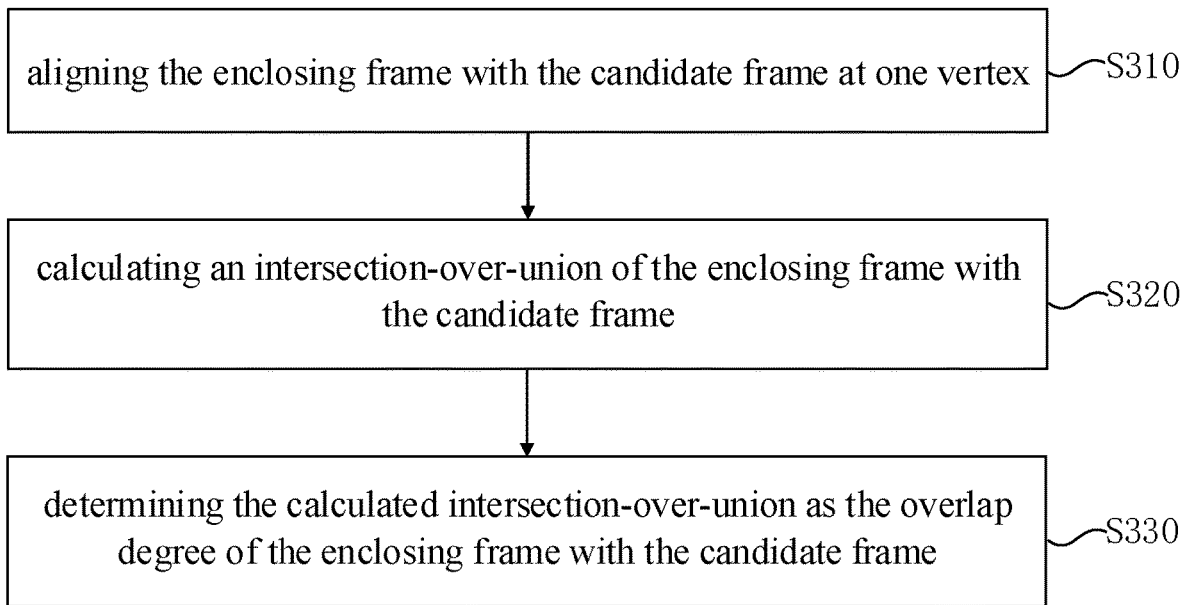 aligning the enclosing frame with the candidate frame at one vertex
S310
calculating an intersection-over-union of the enclosing frame with
the candidate frame
S320
determining the calculated intersection-over-union as the overlap
degree of the enclosing frame with the candidate frame
S330